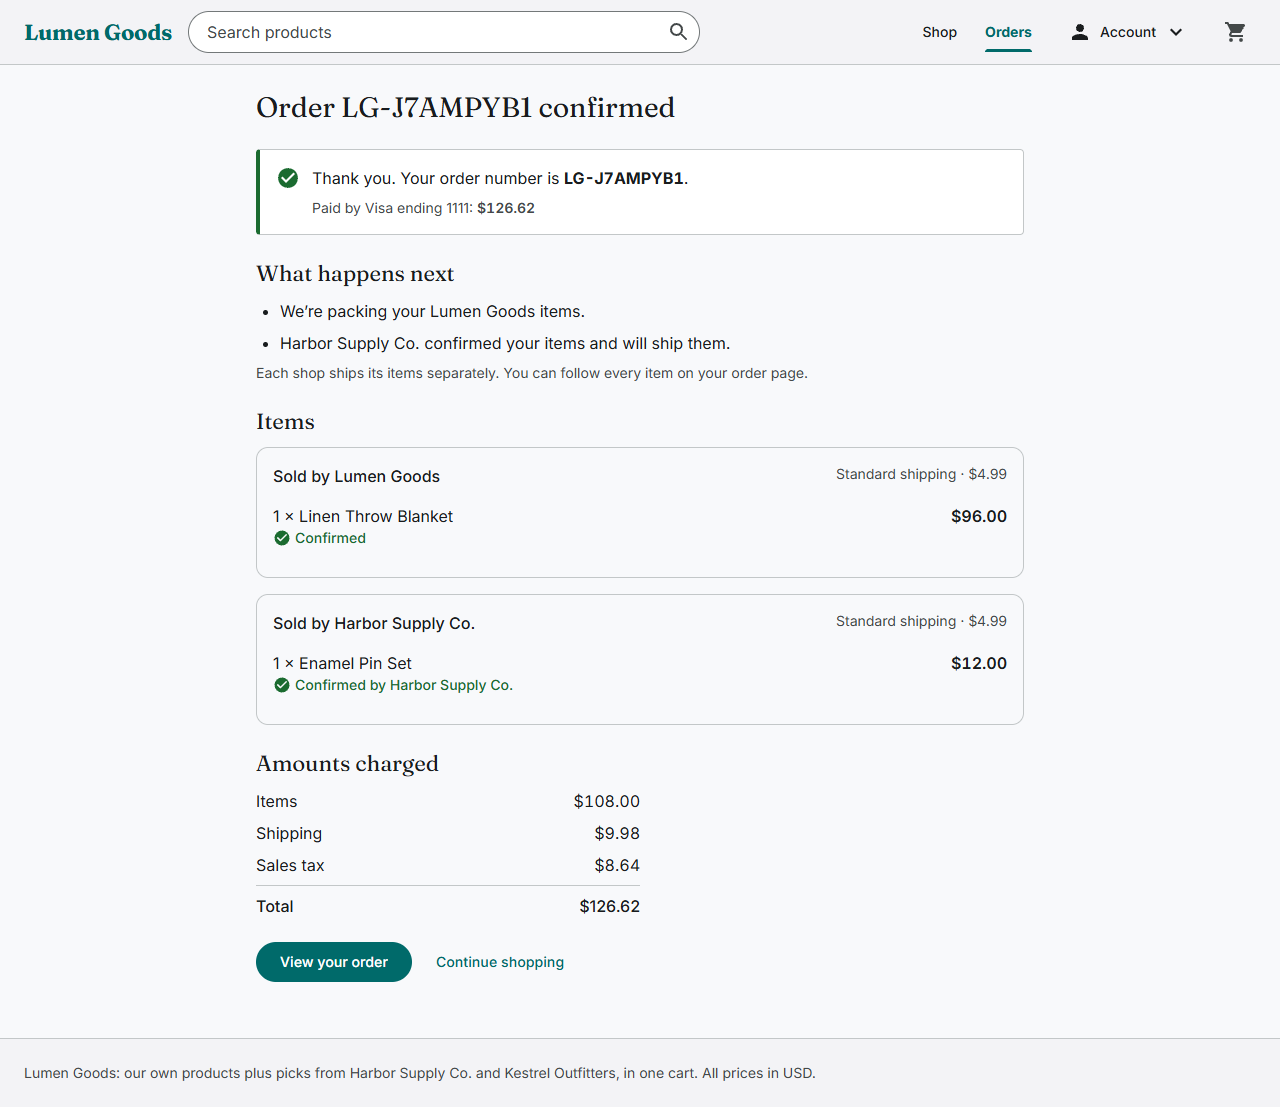 Lumen Goods
Search products
Shop
Orders
Account
Order LG-J7AMPYB1 confirmed
Thank you. Your order number is LG-J7AMPYB1.
Paid by Visa ending 1111: $126.62
What happens next
We’re packing your Lumen Goods items.
Harbor Supply Co. confirmed your items and will ship them.
Each shop ships its items separately. You can follow every item on your order page.
Items
Sold by Lumen Goods
Standard shipping · $4.99
1 × Linen Throw Blanket
$96.00
Confirmed
Sold by Harbor Supply Co.
Standard shipping · $4.99
1 × Enamel Pin Set
$12.00
Confirmed by Harbor Supply Co.
Amounts charged
Items $108.00
Shipping $9.98
Sales tax $8.64
Total $126.62
View your order
Continue shopping
Lumen Goods: our own products plus picks from Harbor Supply Co. and Kestrel Outfitters, in one cart. All prices in USD.